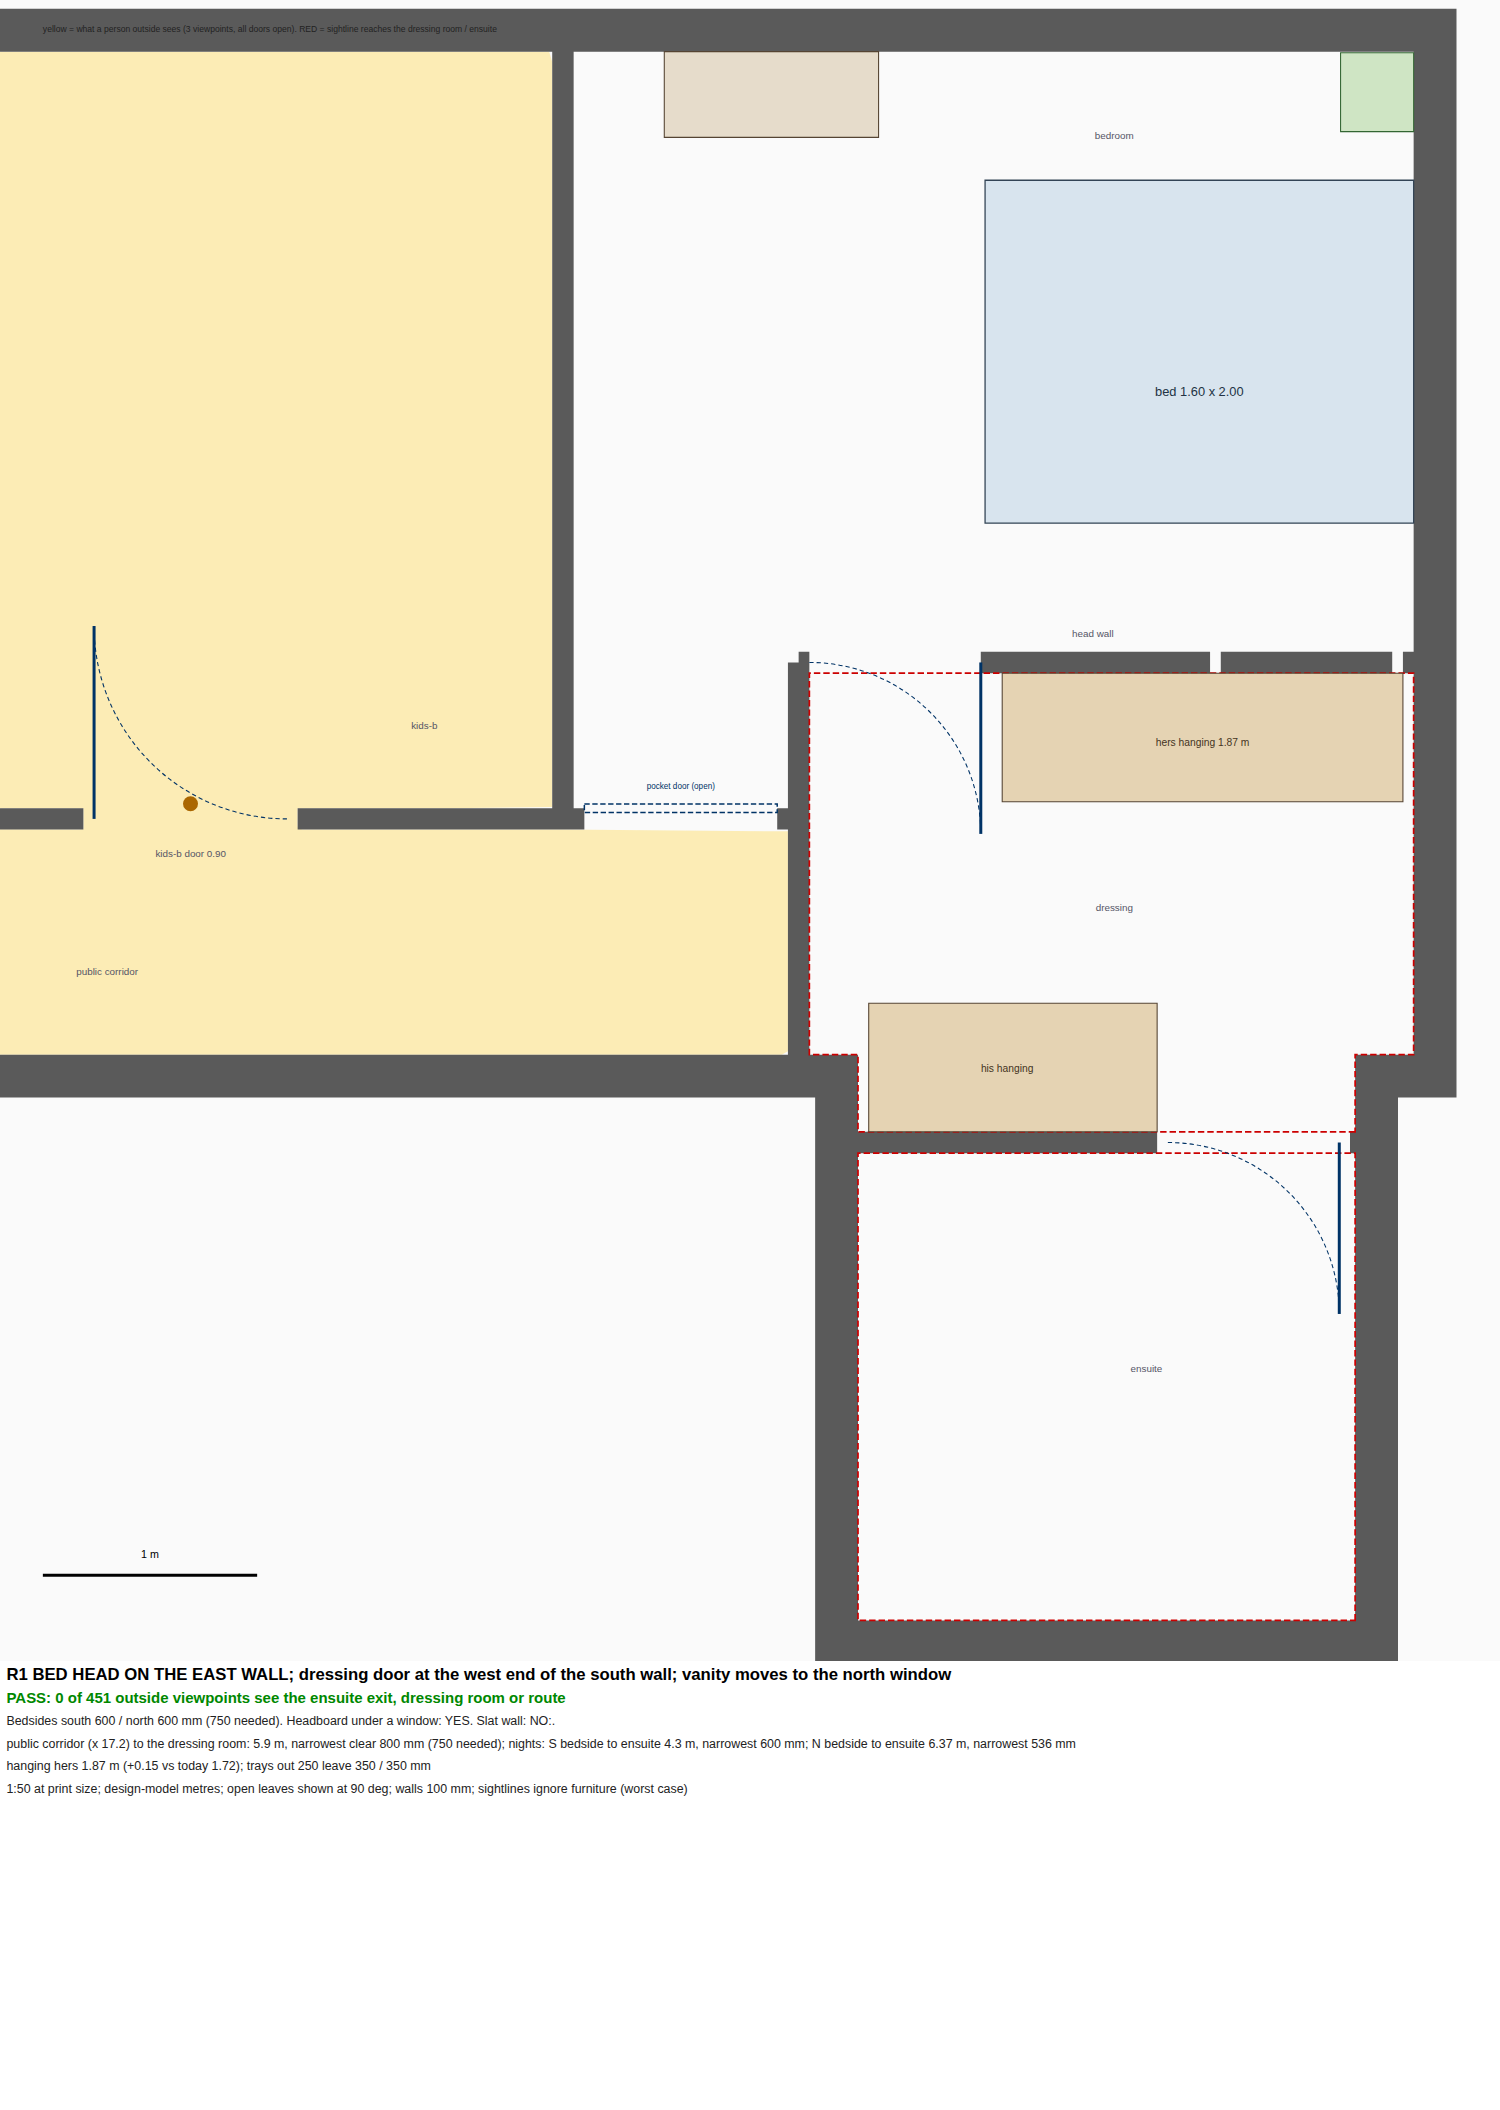 yellow = what a person outside sees (3 viewpoints, all doors open). RED = sightline reaches the dressing room / ensuite
bedroom
bed 1.60 x 2.00
head wall
kids-b
hers hanging 1.87 m
pocket door (open)
kids-b door 0.90
dressing
public corridor
his hanging
ensuite
1 m
R1 BED HEAD ON THE EAST WALL; dressing door at the west end of the south wall; vanity moves to the north window
PASS: 0 of 451 outside viewpoints see the ensuite exit, dressing room or route
Bedsides south 600 / north 600 mm (750 needed). Headboard under a window: YES. Slat wall: NO:.
public corridor (x 17.2) to the dressing room: 5.9 m, narrowest clear 800 mm (750 needed); nights: S bedside to ensuite 4.3 m, narrowest 600 mm; N bedside to ensuite 6.37 m, narrowest 536 mm
hanging hers 1.87 m (+0.15 vs today 1.72); trays out 250 leave 350 / 350 mm
1:50 at print size; design-model metres; open leaves shown at 90 deg; walls 100 mm; sightlines ignore furniture (worst case)